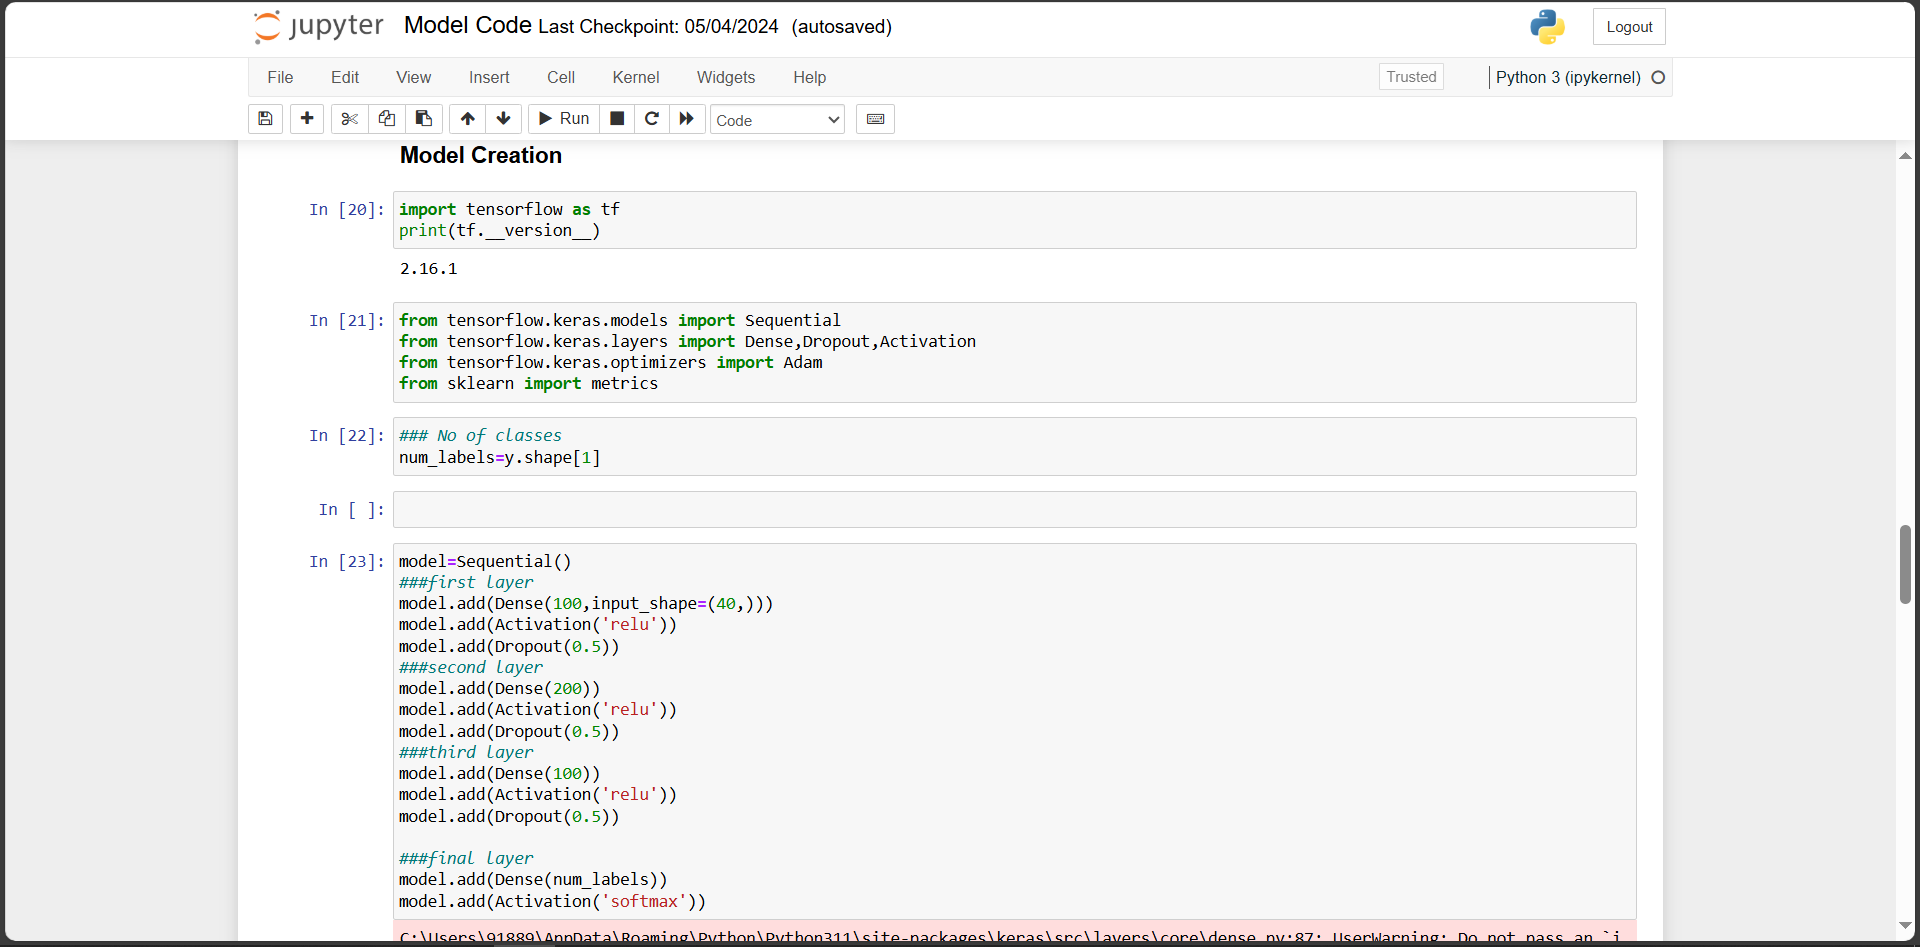 jupyter Model Code Last Checkpoint: 05/04/2024 (autosaved) Logout
File Edit View Insert Cell Kernel Widgets Help Trusted Python 3 (ipykernel)
Run Code
Model Creation
In [20]: import tensorflow as tf
print(tf.__version__)
2.16.1
In [21]: from tensorflow.keras.models import Sequential
from tensorflow.keras.layers import Dense,Dropout,Activation
from tensorflow.keras.optimizers import Adam
from sklearn import metrics
In [22]: ### No of classes
num_labels=y.shape[1]
In [ ]:
In [23]: model=Sequential()
###first layer
model.add(Dense(100,input_shape=(40,)))
model.add(Activation('relu'))
model.add(Dropout(0.5))
###second layer
model.add(Dense(200))
model.add(Activation('relu'))
model.add(Dropout(0.5))
###third layer
model.add(Dense(100))
model.add(Activation('relu'))
model.add(Dropout(0.5))
###final layer
model.add(Dense(num_labels))
model.add(Activation('softmax'))
C:\Users\91889\AppData\Roaming\Python\Python311\site-packages\keras\src\layers\core\dense.py:87: UserWarning: Do not pass an `i